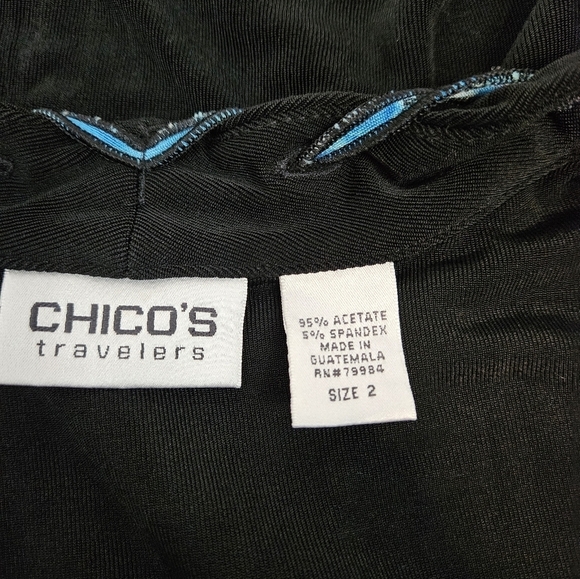 CHICO'S
travelers
95% ACETATE
5% SPANDEX
MADE IN
GUATEMALA
RN#79984
SIZE 2